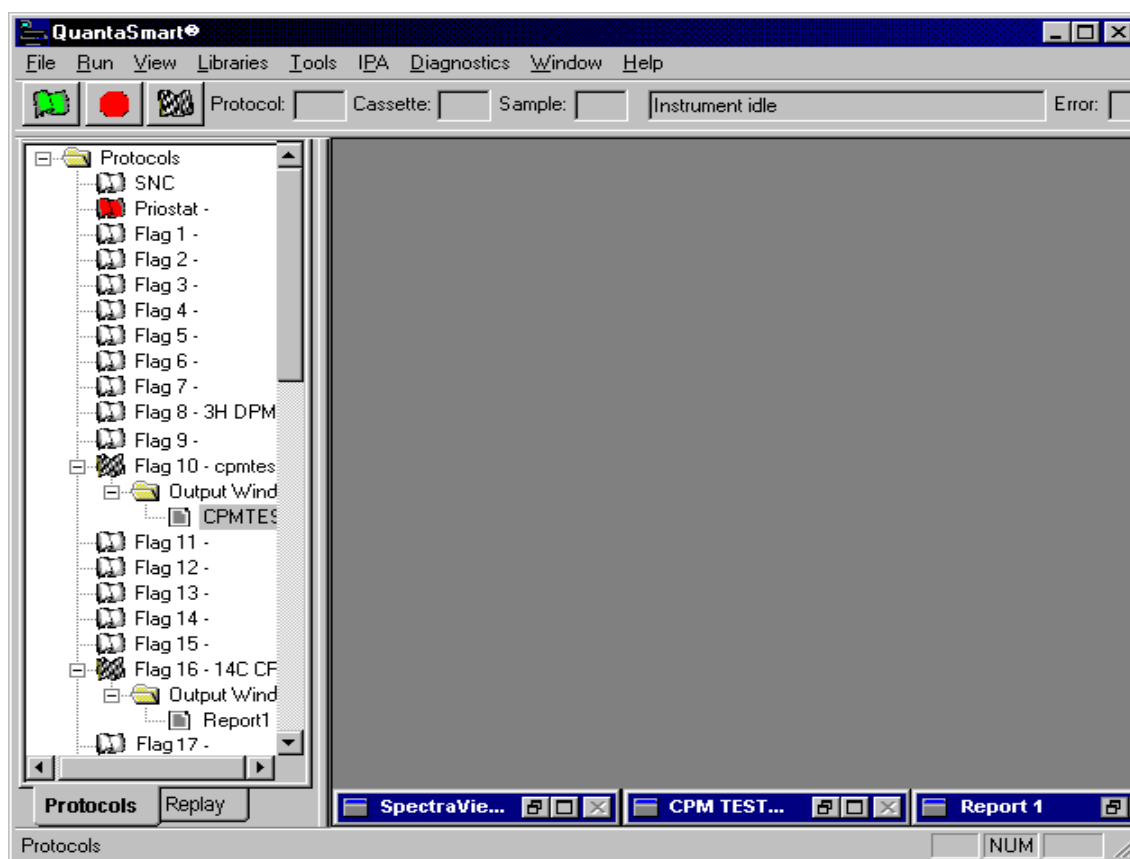 QuantaSmart®
File Run View Libraries Tools IPA Diagnostics Window Help
Protocol: Cassette: Sample: Instrument idle Error:
Protocols
SNC
Priostat -
Flag 1 -
Flag 2 -
Flag 3 -
Flag 4 -
Flag 5 -
Flag 6 -
Flag 7 -
Flag 8 - 3H DPM
Flag 9 -
Flag 10 - cpmtes
Output Wind
CPMTES
Flag 11 -
Flag 12 -
Flag 13 -
Flag 14 -
Flag 15 -
Flag 16 - 14C CF
Output Wind
Report1
Flag 17 -
Protocols Replay
SpectraVie... CPM TEST... Report 1
Protocols NUM